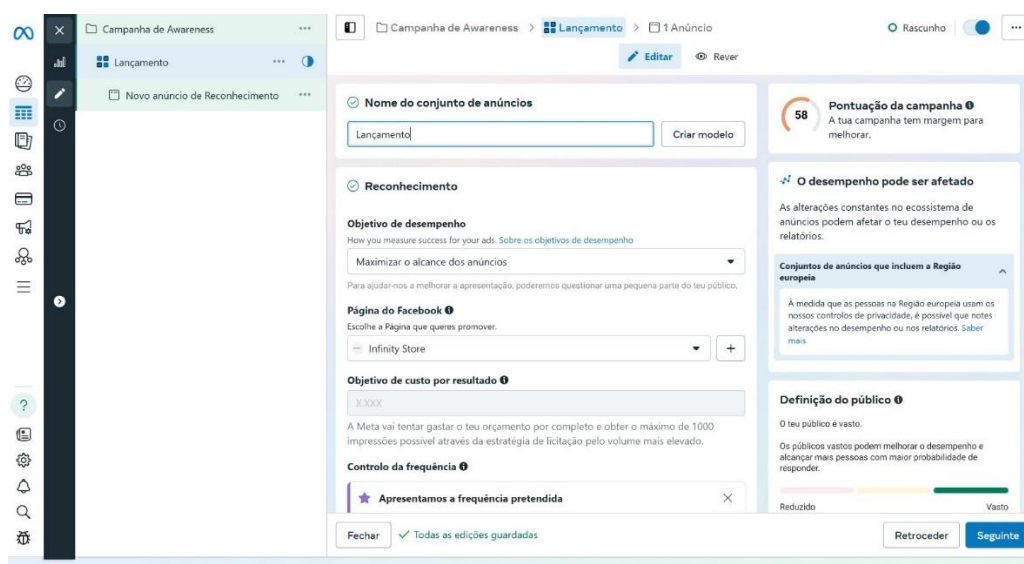 Campanha de Awareness
Lançamento
Novo anúncio de Reconhecimento
Campanha de Awareness > Lançamento > 1 Anúncio
Rascunho
Editar
Rever
Nome do conjunto de anúncios
Lançamento
Criar modelo
Reconhecimento
Objetivo de desempenho
How you measure success for your ads. Sobre os objetivos de desempenho
Maximizar o alcance dos anúncios
Para ajudar-nos a melhorar a apresentação, poderemos questionar uma pequena parte do teu público.
Página do Facebook
Escolhe a Página que queres promover.
Infinity Store
Objetivo de custo por resultado
X.XXX
A Meta vai tentar gastar o teu orçamento por completo e obter o máximo de 1000
impressões possível através da estratégia de licitação pelo volume mais elevado.
Controlo da frequência
Apresentamos a frequência pretendida
Fechar
Todas as edições guardadas
Retroceder
Seguinte
58
Pontuação da campanha
A tua campanha tem margem para
melhorar.
O desempenho pode ser afetado
As alterações constantes no ecossistema de
anúncios podem afetar o teu desempenho ou os
relatórios.
Conjuntos de anúncios que incluem a Região
europeia
À medida que as pessoas na Região europeia usam os
nossos controlos de privacidade, é possível que notes
alterações no desempenho ou nos relatórios. Saber
mais
Definição do público
O teu público é vasto.
Os públicos vastos podem melhorar o desempenho e
alcançar mais pessoas com maior probabilidade de
responder.
Reduzido
Vasto